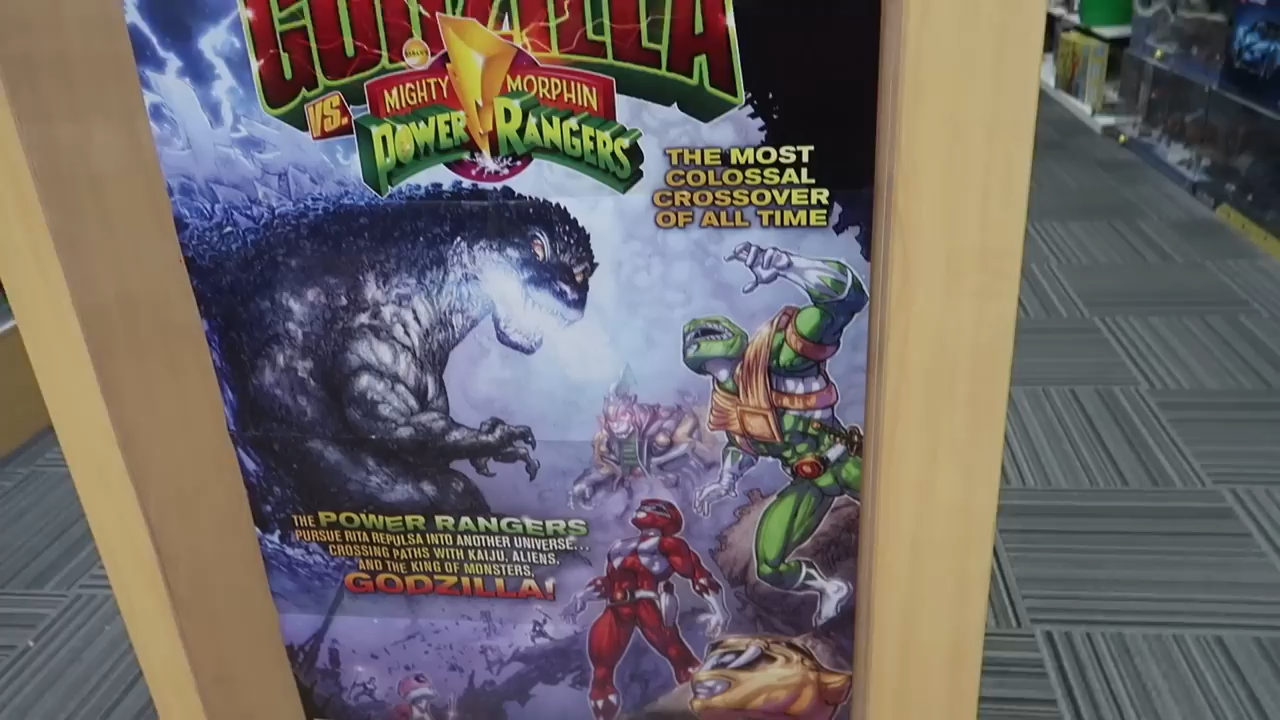 GODZILLA
VS.
MIGHTY MORPHIN
POWER RANGERS
THE MOST
COLOSSAL
CROSSOVER
OF ALL TIME
THE POWER RANGERS
PURSUE RITA REPULSA INTO ANOTHER UNIVERSE...
CROSSING PATHS WITH KAIJU, ALIENS,
AND THE KING OF MONSTERS,
GODZILLA!